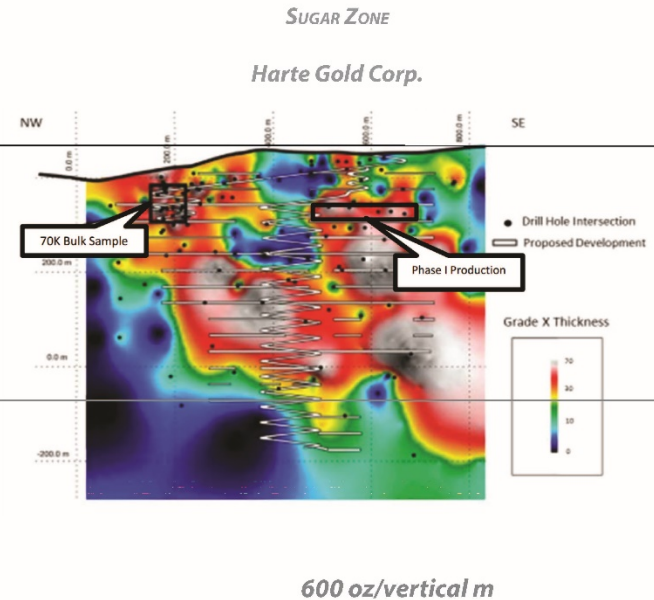 SUGAR ZONE
Harte Gold Corp.
NW
SE
0.0 m
200.0 m
400.0 m
600.0 m
800.0 m
Drill Hole Intersection
Proposed Development
70K Bulk Sample
200.0 m
Phase I Production
Grade X Thickness
0.0 m
70
30
10
0
-200.0 m
600 oz/vertical m